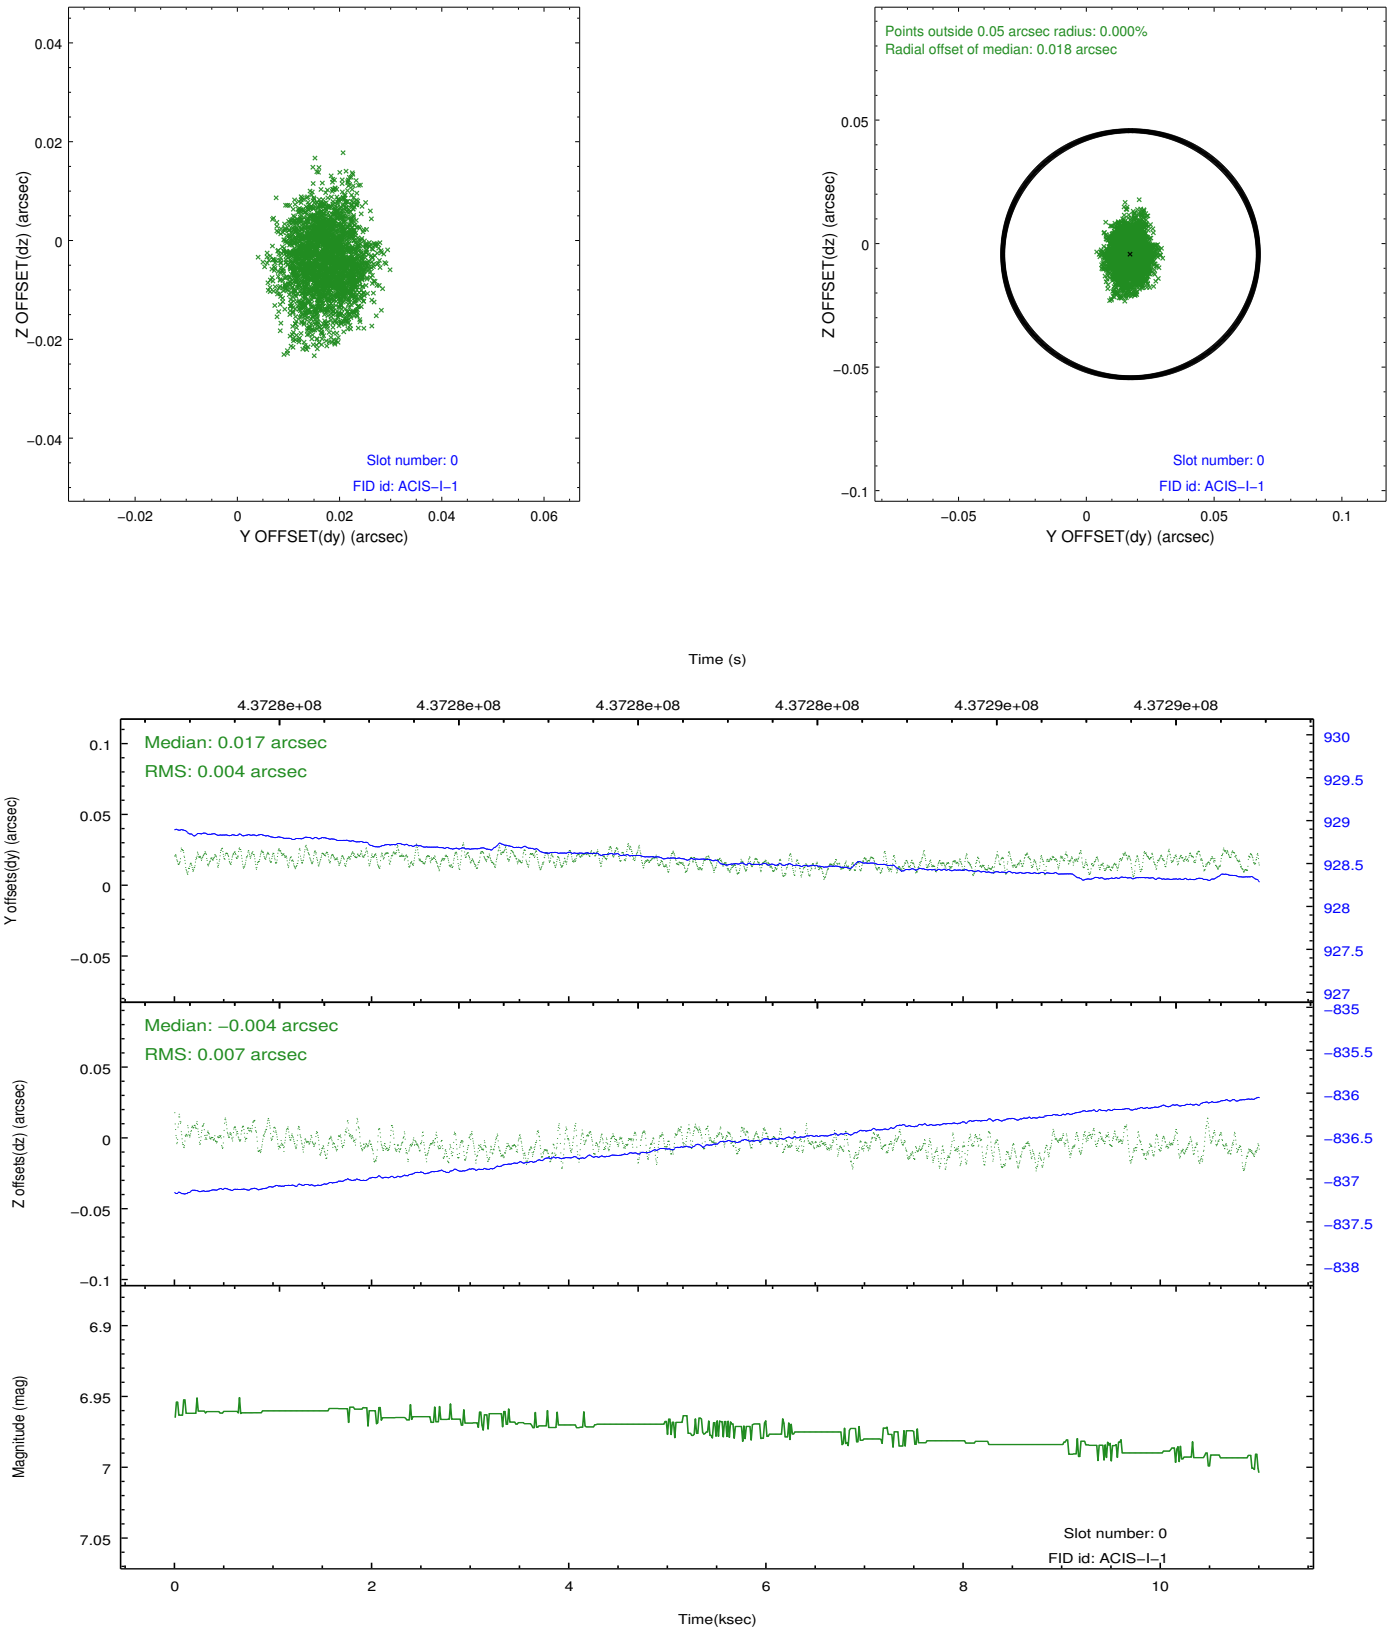 0.04
0.02
0
−0.02
−0.04
Z OFFSET(dz) (arcsec)
Slot number: 0
FID id: ACIS−I−1
−0.02 0 0.02 0.04 0.06
Y OFFSET(dy) (arcsec)
Points outside 0.05 arcsec radius: 0.000%
Radial offset of median: 0.018 arcsec
0.05
0
−0.05
−0.1
Z OFFSET(dz) (arcsec)
Slot number: 0
FID id: ACIS−I−1
−0.05 0 0.05 0.1
Y OFFSET(dy) (arcsec)
Time (s)
4.3728e+08 4.3728e+08 4.3728e+08 4.3728e+08 4.3729e+08 4.3729e+08
Median: 0.017 arcsec
RMS: 0.004 arcsec
0.1
0.05
0
−0.05
Y offsets(dy) (arcsec)
930
929.5
929
928.5
928
927.5
927
Median: −0.004 arcsec
RMS: 0.007 arcsec
0.05
0
−0.05
−0.1
Z offsets(dz) (arcsec)
−835
−835.5
−836
−836.5
−837
−837.5
−838
6.9
6.95
7
7.05
Magnitude (mag)
Slot number: 0
FID id: ACIS−I−1
0 2 4 6 8 10
Time(ksec)